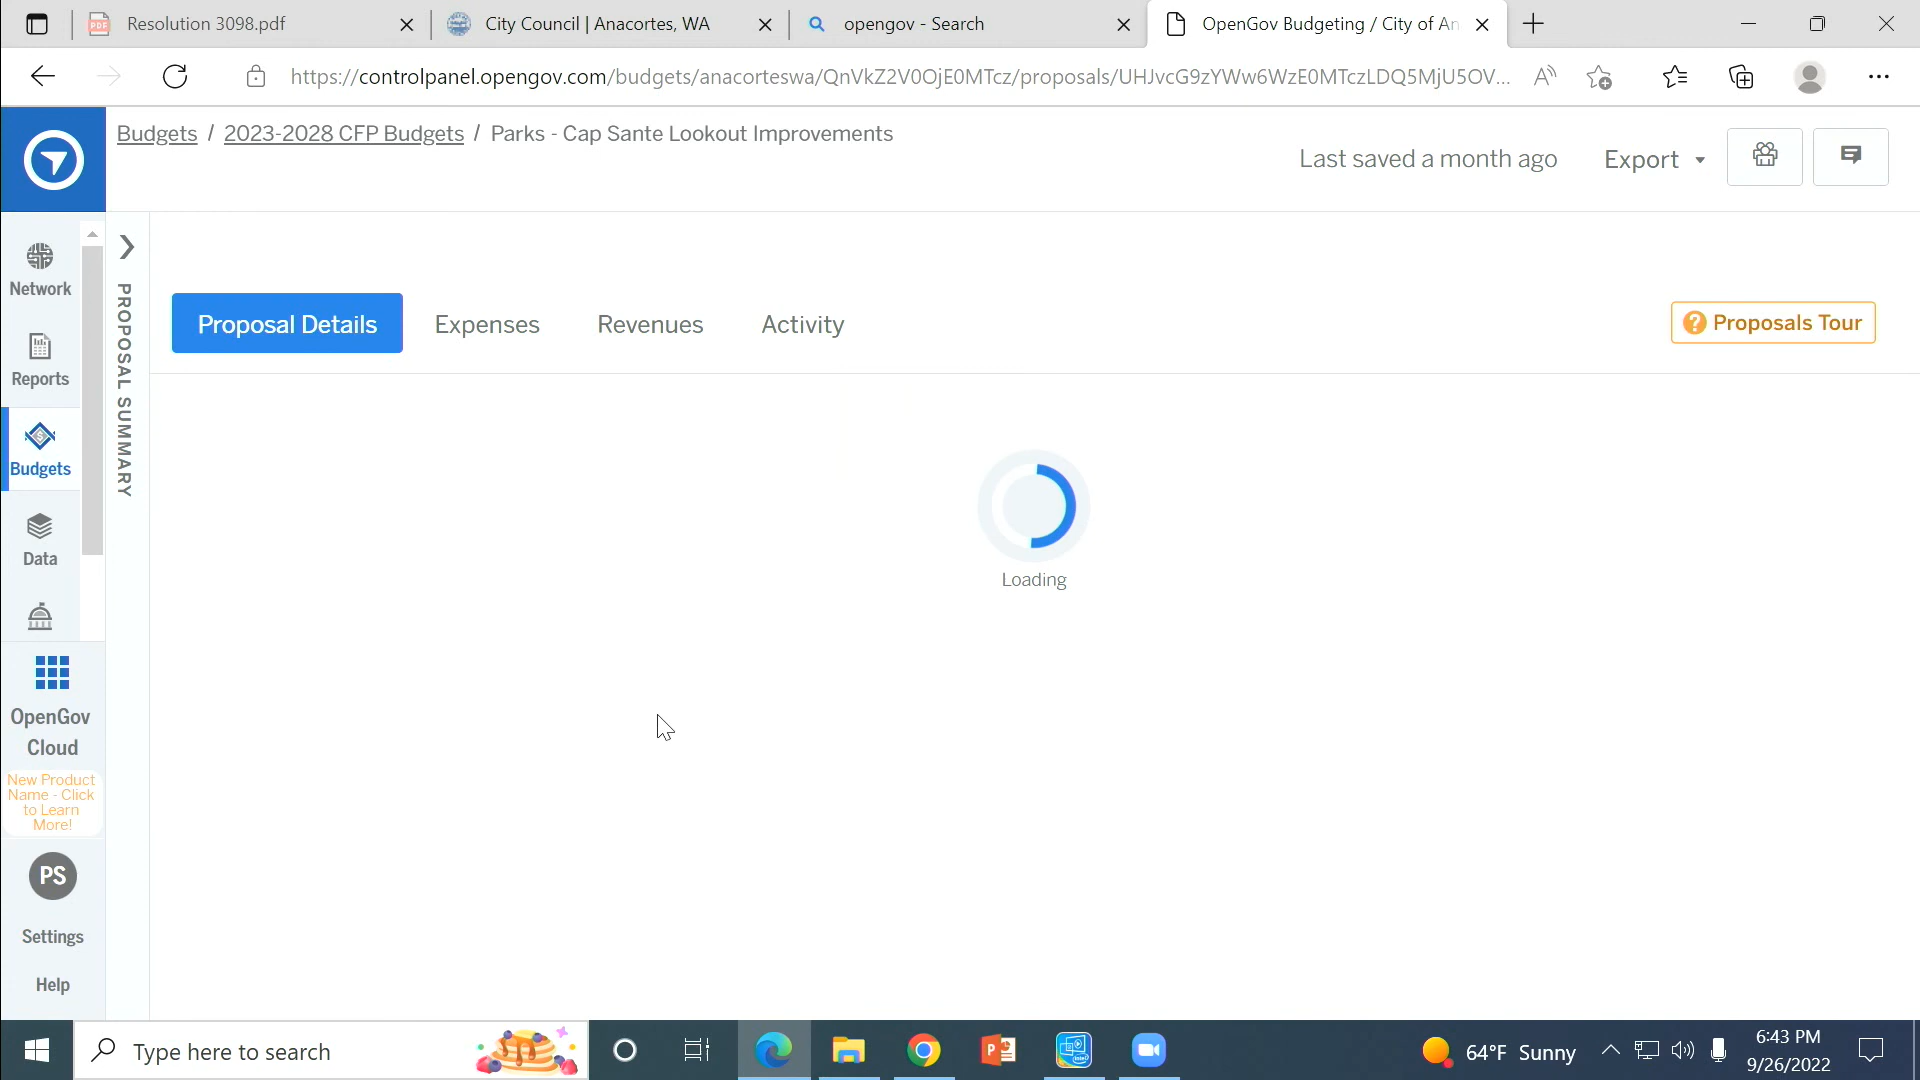 Resolution 3098.pdf
City Council | Anacortes, WA
opengov - Search
OpenGov Budgeting / City of An
https://controlpanel.opengov.com/budgets/anacorteswa/QnVkZ2V0OjE0MTcz/proposals/UHJvcG9zYWw6WzE0MTczLDQ5MjU5OV...
Budgets / 2023-2028 CFP Budgets / Parks - Cap Sante Lookout Improvements
Last saved a month ago
Export
Network
Reports
Budgets
Data
OpenGov
Cloud
New Product
Name - Click
to Learn
More!
PS
Settings
Help
PROPOSAL SUMMARY
Proposal Details
Expenses
Revenues
Activity
? Proposals Tour
Loading
Type here to search
64°F Sunny
6:43 PM
9/26/2022